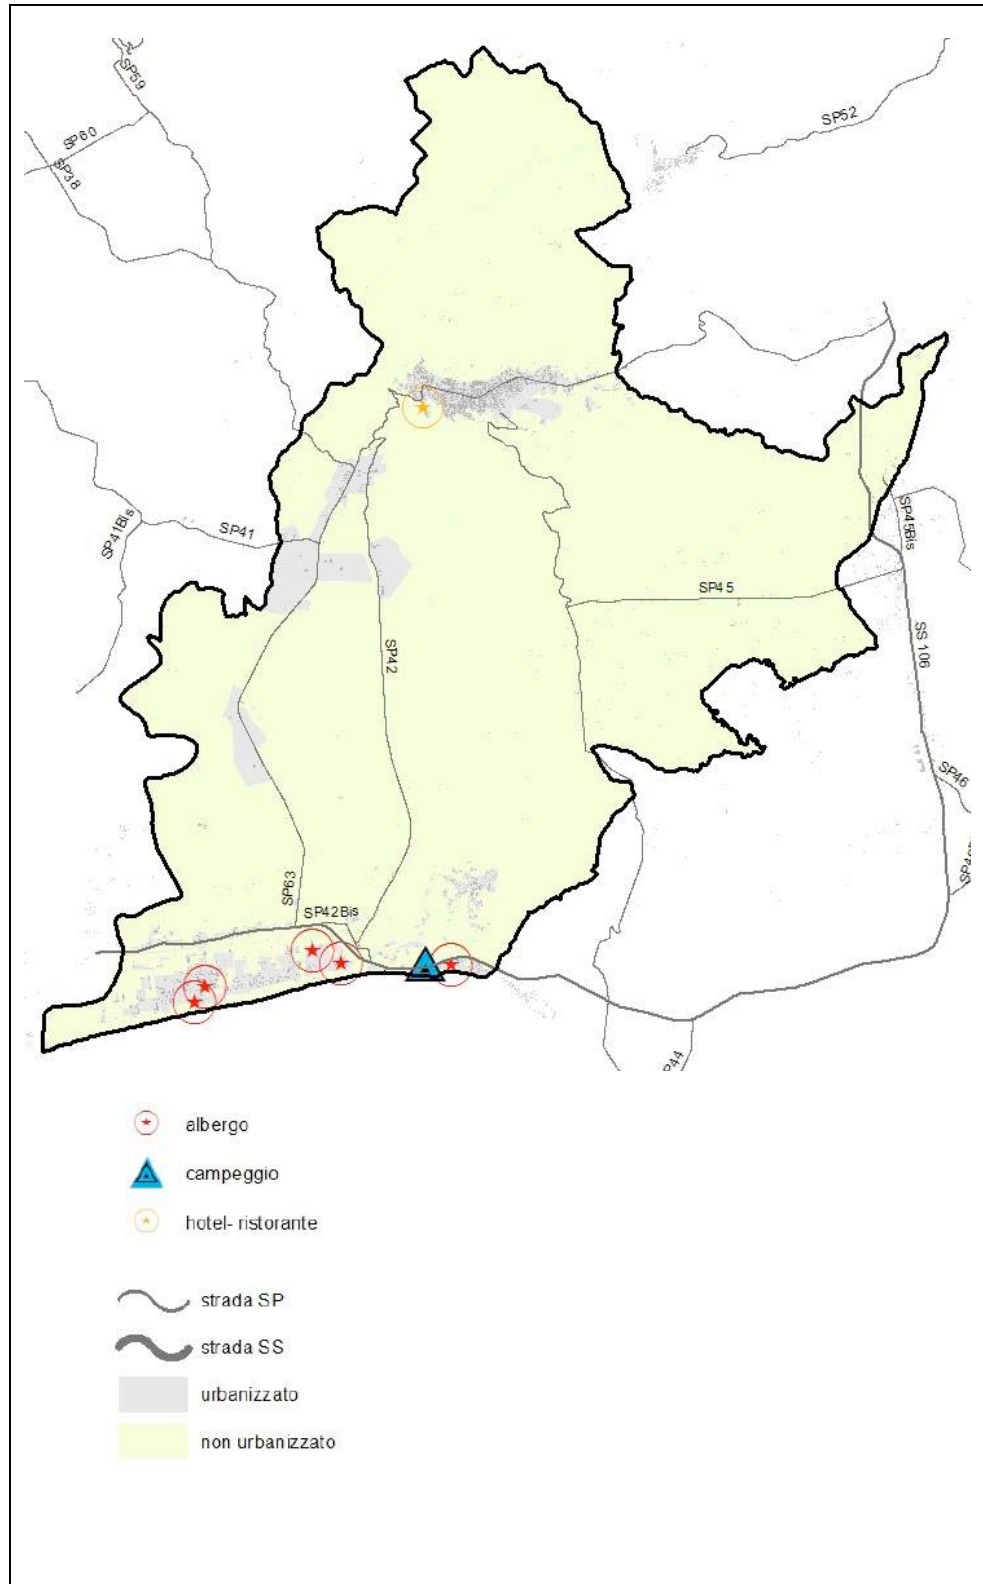 SP59
SP60
SP38
SP52
SP41Bis
SP41
SP45Bis
SP45
SS 106
SP42
SP46
SP63
SP42Bis
albergo
campeggio
hotel- ristorante
strada SP
strada SS
urbanizzato
non urbanizzato